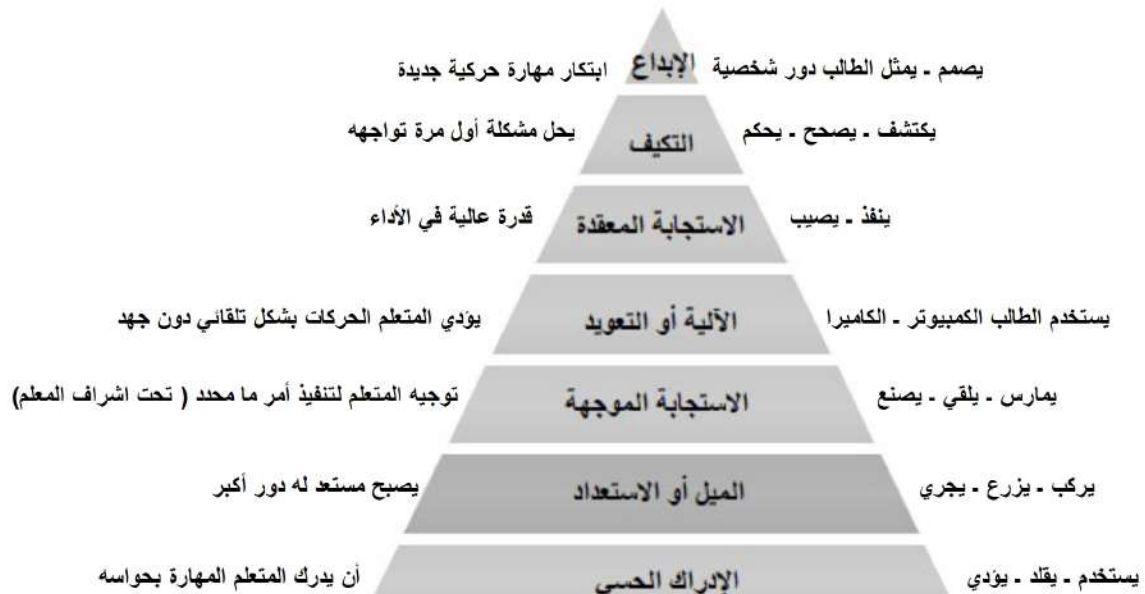 يصمم - يمثل الطالب دور شخصية الإبداع ابتكار مهارة حركية جديدة
يكتشف - يصحح - يحكم التكيف يحل مشكلة أول مرة تواجهه
ينفذ - يصيب الاستجابة المعقدة قدرة عالية في الأداء
يستخدم الطالب الكمبيوتر - الكاميرا الآلية أو التعويد يؤدي المتعلم الحركات بشكل تلقائي دون جهد
يمارس - يلقي - يصنع الاستجابة الموجهة توجيه المتعلم لتنفيذ أمر ما محدد ( تحت اشراف المعلم)
يركب - يزرع - يجري الميل أو الاستعداد يصبح مستعد له دور أكبر
يستخدم - يقلد - يؤدي الإدراك الحسي أن يدرك المتعلم المهارة بحواسه